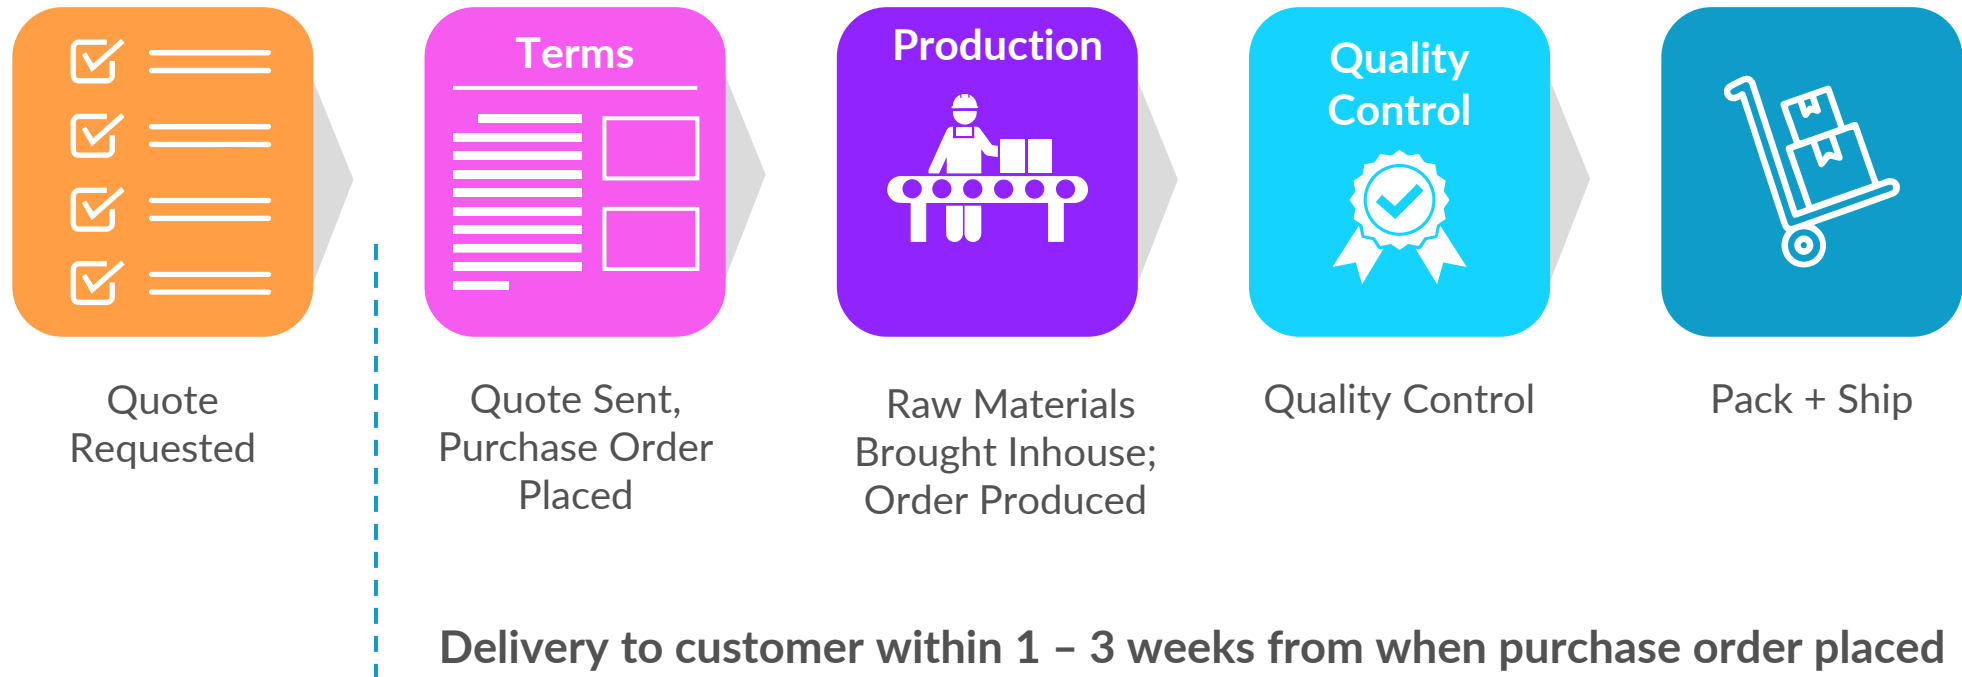 Terms
Production
Quality
Control
Quote
Requested
Quote Sent,
Purchase Order
Placed
Raw Materials
Brought Inhouse;
Order Produced
Quality Control
Pack + Ship
Delivery to customer within 1 – 3 weeks from when purchase order placed